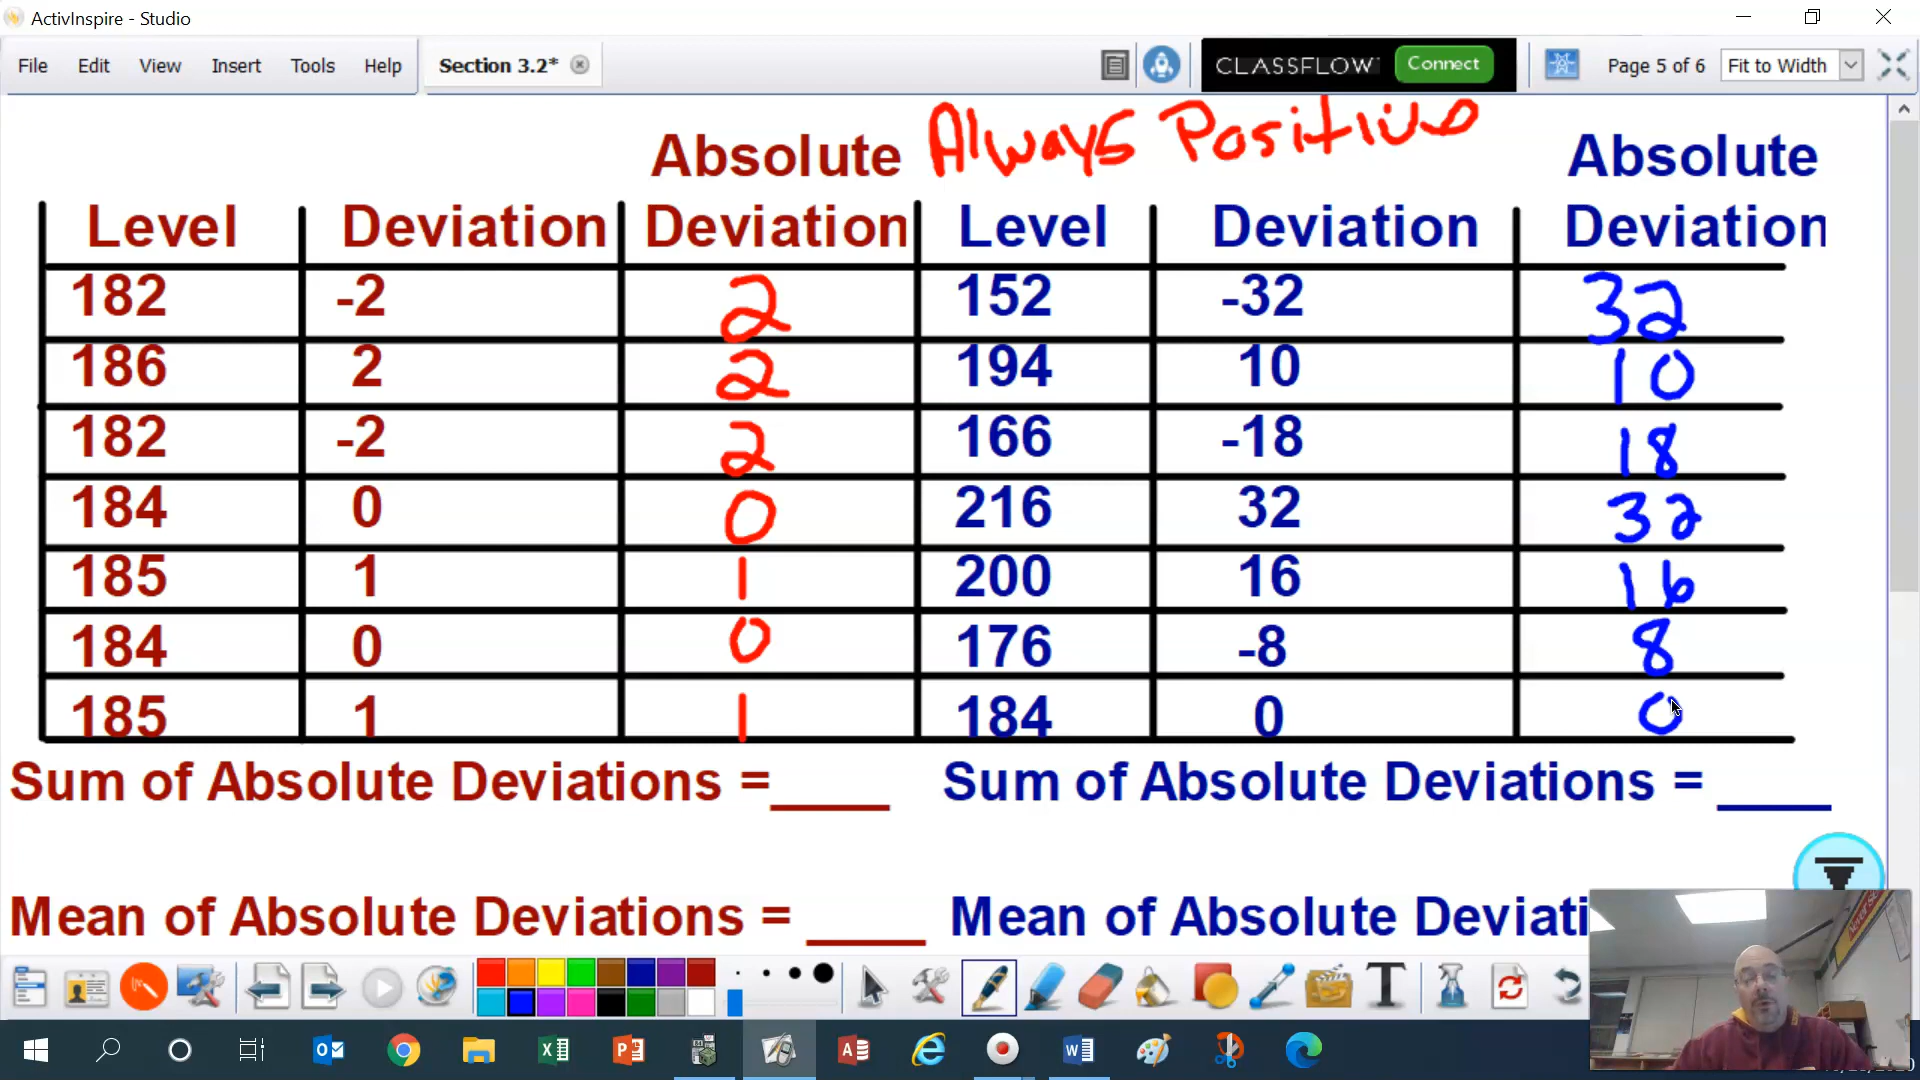 ActivInspire - Studio
File Edit View Insert Tools Help Section 3.2* CLASSFLOW Connect Page 5 of 6 Fit to Width
Absolute Always Positive Absolute
Level Deviation Deviation Level Deviation Deviation
182 -2 2 152 -32 32
186 2 2 194 10 10
182 -2 2 166 -18 18
184 0 0 216 32 32
185 1 1 200 16 16
184 0 0 176 -8 8
185 1 1 184 0 0
Sum of Absolute Deviations =____ Sum of Absolute Deviations = ____
Mean of Absolute Deviations = ____ Mean of Absolute Deviati